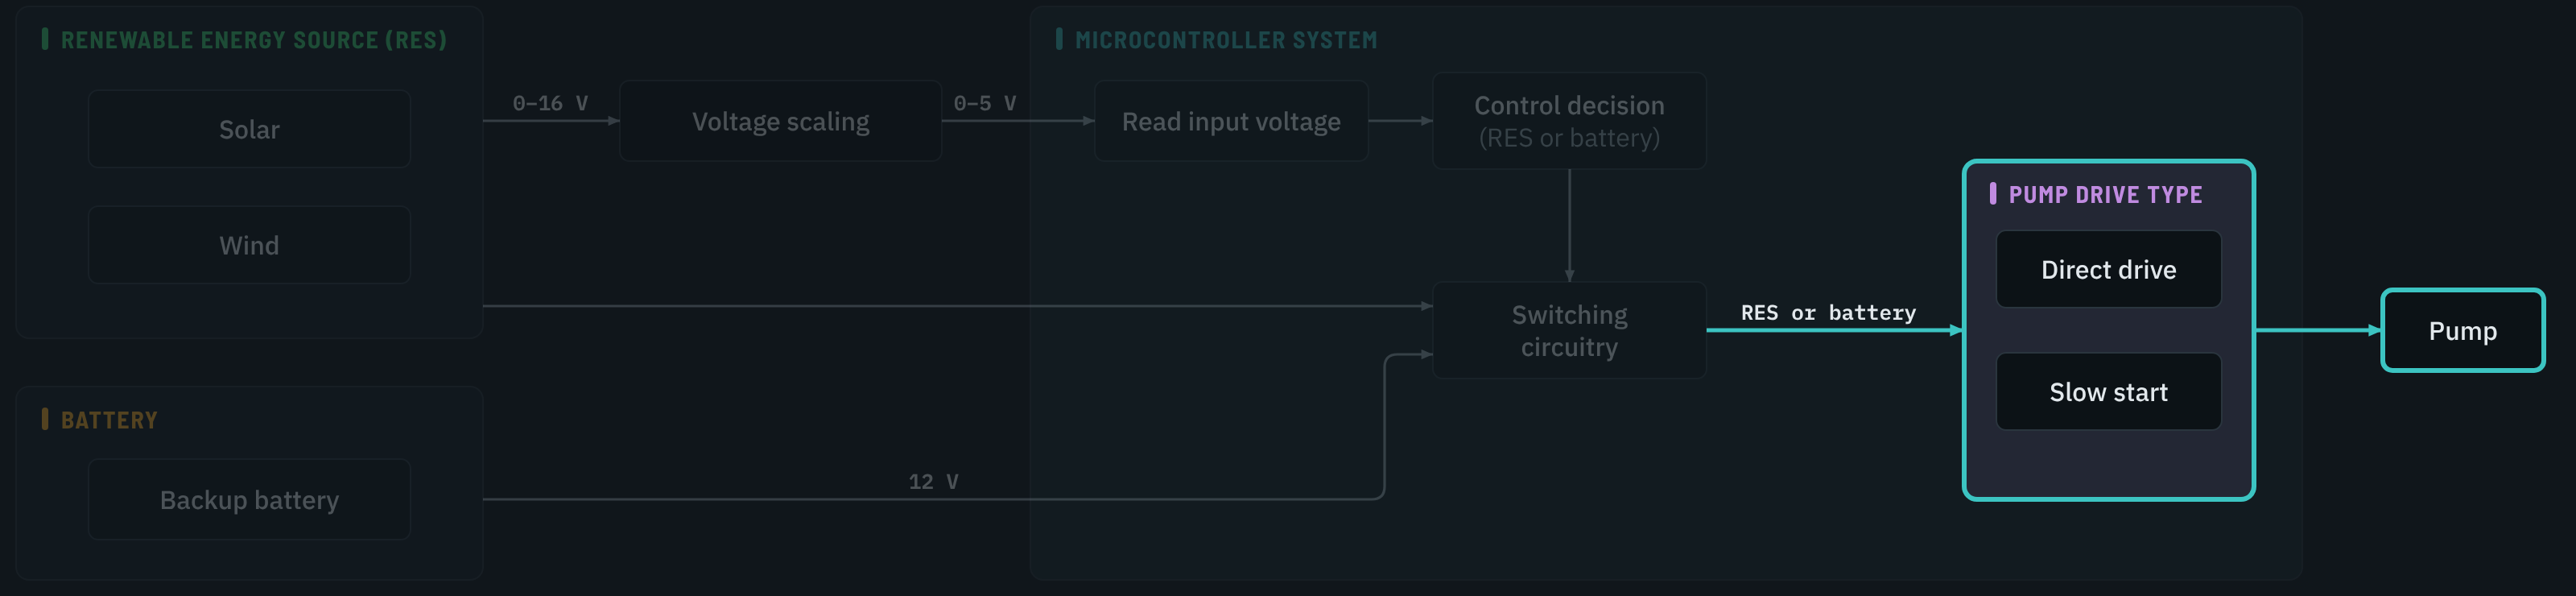 RENEWABLE ENERGY SOURCE (RES)
Solar
Wind
0–16 V
Voltage scaling
0–5 V
MICROCONTROLLER SYSTEM
Read input voltage
Control decision
(RES or battery)
Switching
circuitry
BATTERY
Backup battery
12 V
RES or battery
PUMP DRIVE TYPE
Direct drive
Slow start
Pump